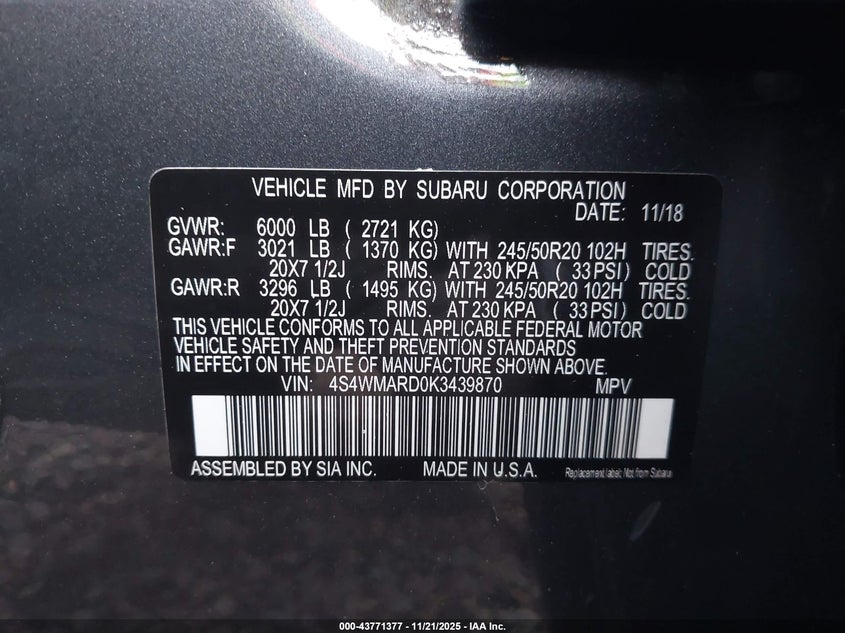 VEHICLE MFD BY SUBARU CORPORATION
DATE: 11/18
GVWR: 6000 LB ( 2721 KG)
GAWR:F 3021 LB ( 1370 KG) WITH 245/50R20 102H TIRES.
20X7 1/2J RIMS. AT 230 KPA ( 33 PSI) COLD
GAWR:R 3296 LB ( 1495 KG) WITH 245/50R20 102H TIRES.
20X7 1/2J RIMS. AT 230 KPA ( 33 PSI) COLD
THIS VEHICLE CONFORMS TO ALL APPLICABLE FEDERAL MOTOR
VEHICLE SAFETY AND THEFT PREVENTION STANDARDS
IN EFFECT ON THE DATE OF MANUFACTURE SHOWN ABOVE.
VIN: 4S4WMARD0K3439870 MPV
ASSEMBLED BY SIA INC. MADE IN U.S.A. Replacement label; Not from Subaru
000-43771377 - 11/21/2025 - IAA Inc.